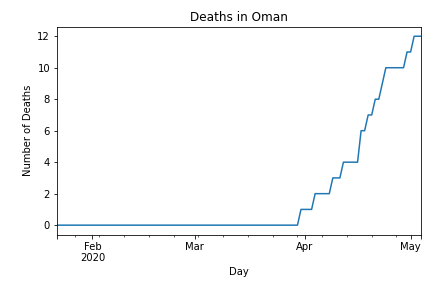 Deaths in Oman
Number of Deaths
12
10
8
6
4
2
0
Feb
2020
Mar
Apr
May
Day